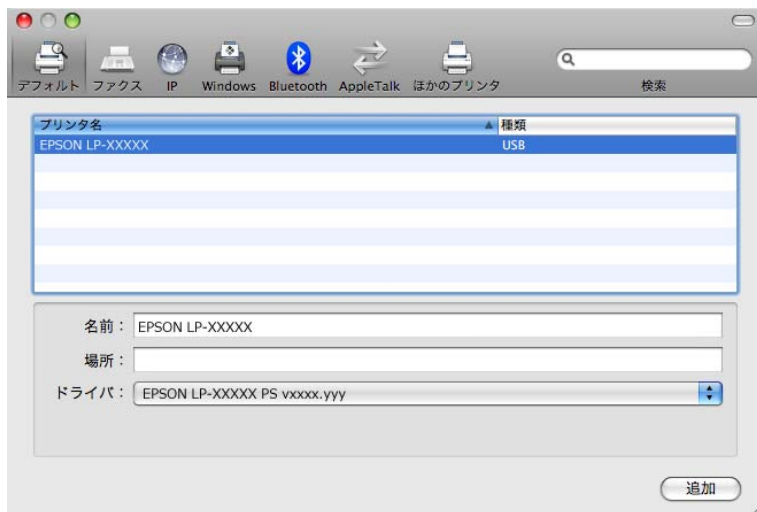 デフォルト ファクス IP Windows Bluetooth AppleTalk ほかのプリンタ 検索
プリンタ名 種類
EPSON LP-XXXXX USB
名前： EPSON LP-XXXXX
場所：
ドライバ： EPSON LP-XXXXX PS vxxxx.yyy
追加